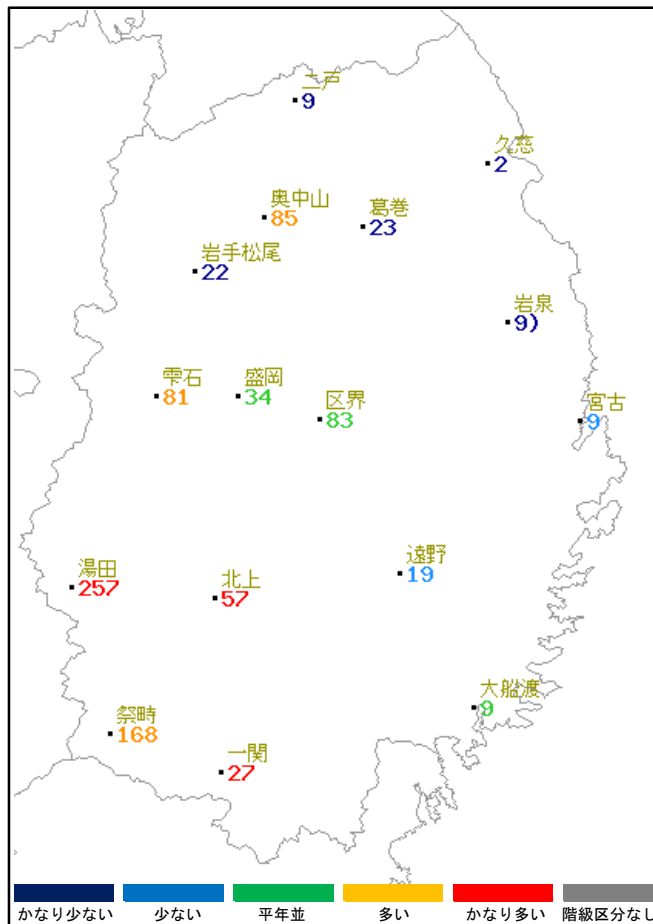 二戸
9
久慈
2
奥中山
85
葛巻
23
岩手松尾
22
岩泉
9)
雫石
81
盛岡
34
区界
83
宮古
9
湯田
257
北上
57
遠野
19
大船渡
9
祭畤
168
一関
27
かなり少ない 少ない 平年並 多い かなり多い 階級区分なし